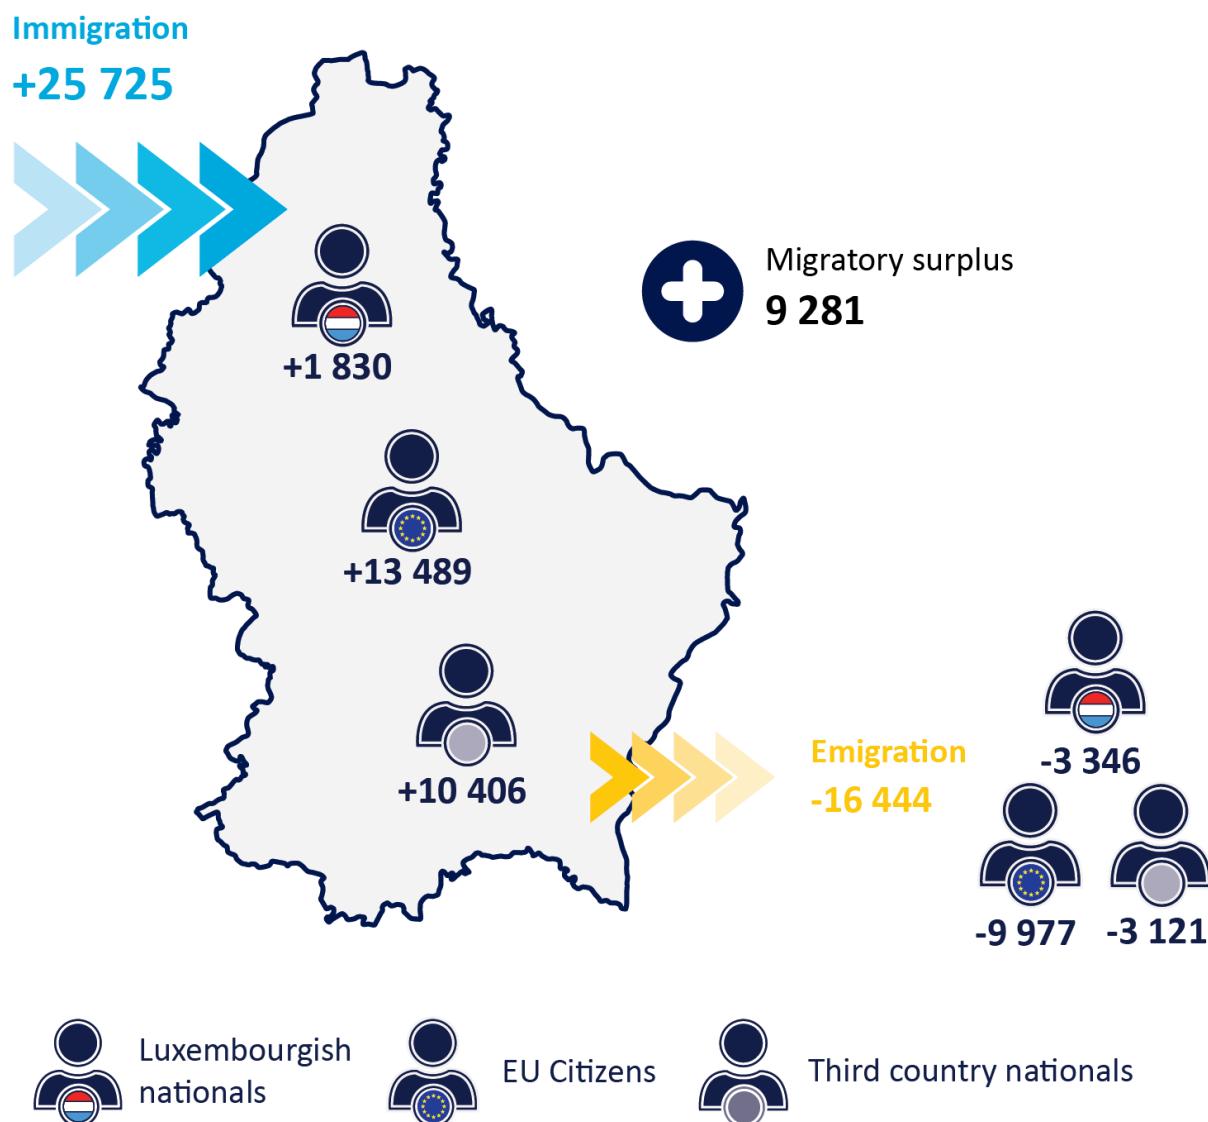 Immigration
+25 725
Migratory surplus
9 281
+1 830
+13 489
+10 406
Emigration
-16 444
-3 346
-9 977
-3 121
Luxembourgish
nationals
EU Citizens
Third country nationals